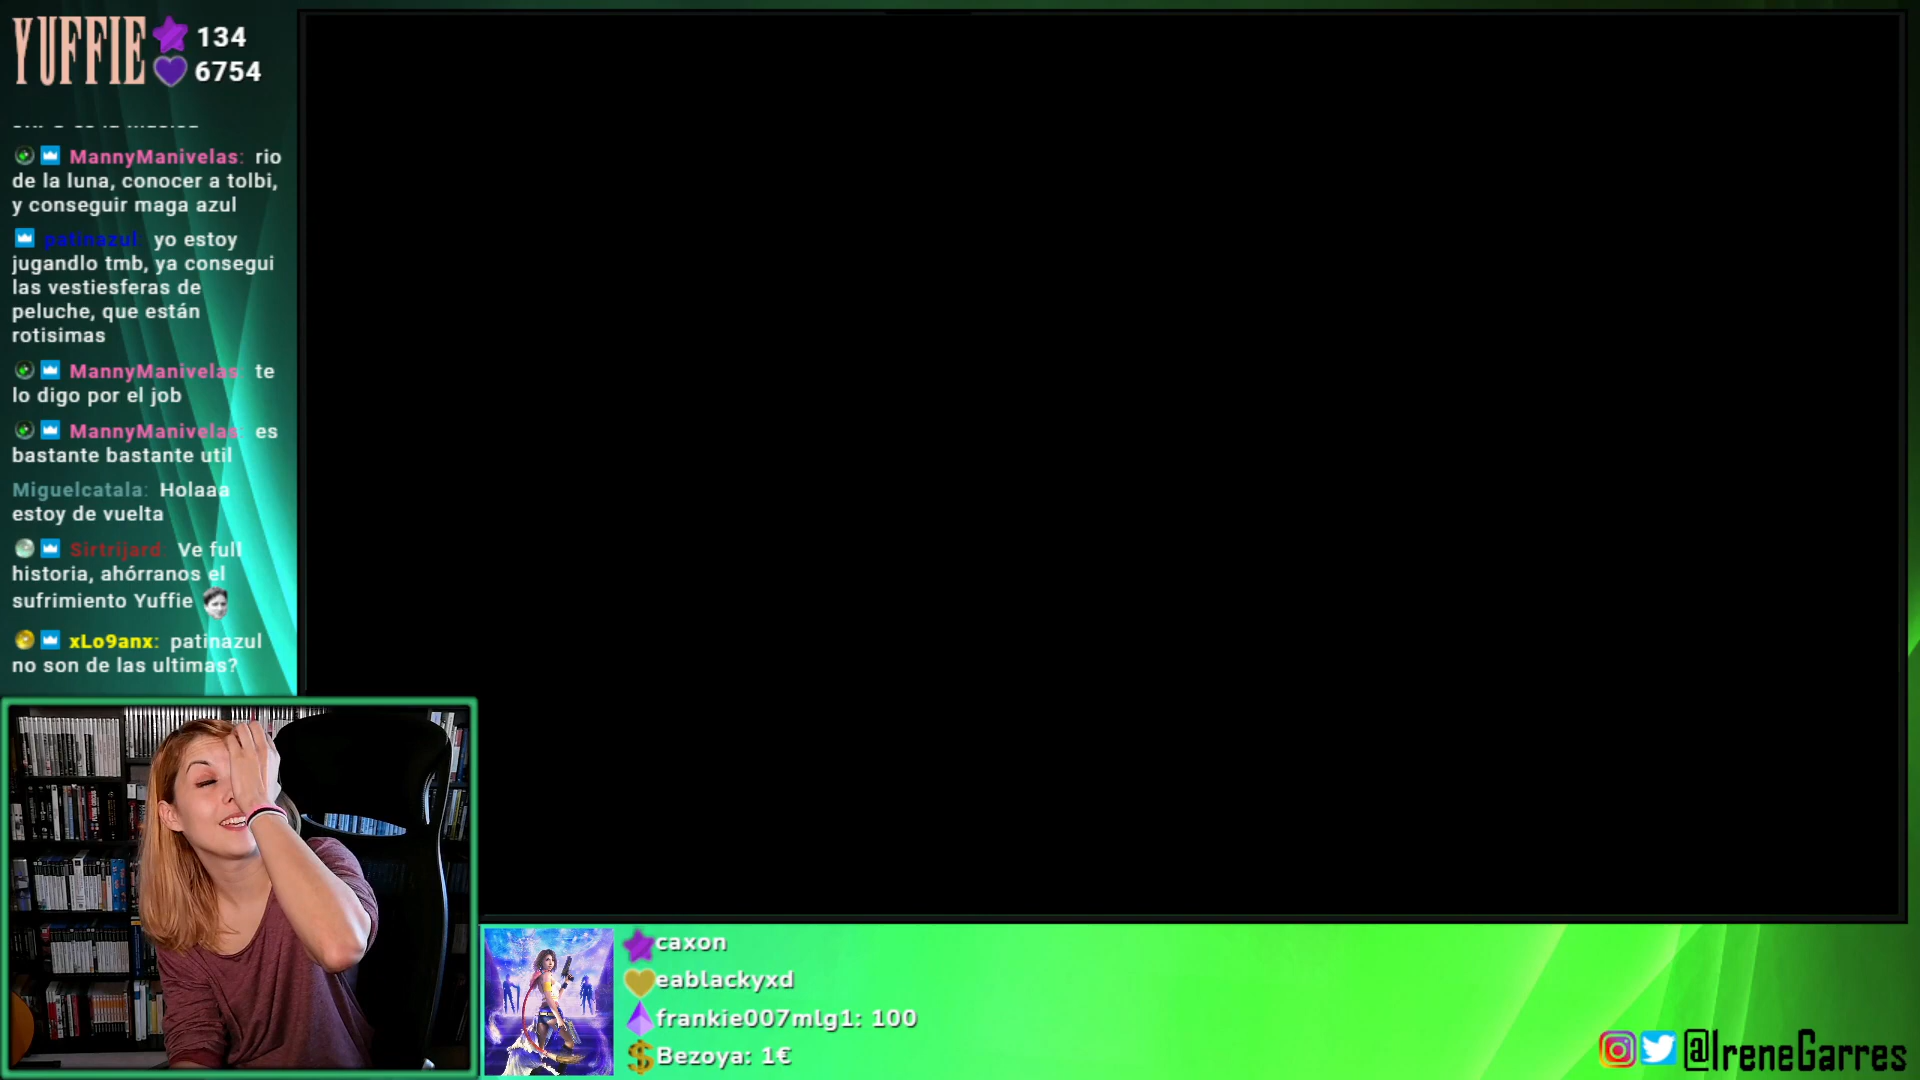 YUFFIE
134
6754
MannyManivelas: rio
de la luna, conocer a tolbi,
y conseguir maga azul
patinazul: yo estoy
jugandlo tmb, ya consegui
las vestiesferas de
peluche, que están
rotisimas
MannyManivelas: te
lo digo por el job
MannyManivelas: es
bastante bastante util
Miguelcatala: Holaaa
estoy de vuelta
Sirtrijard: Ve full
historia, ahórranos el
sufrimiento Yuffie
xLo9anx: patinazul
no son de las ultimas?
caxon
eablackyxd
frankie007mlg1: 100
Bezoya: 1€
@IreneGarres